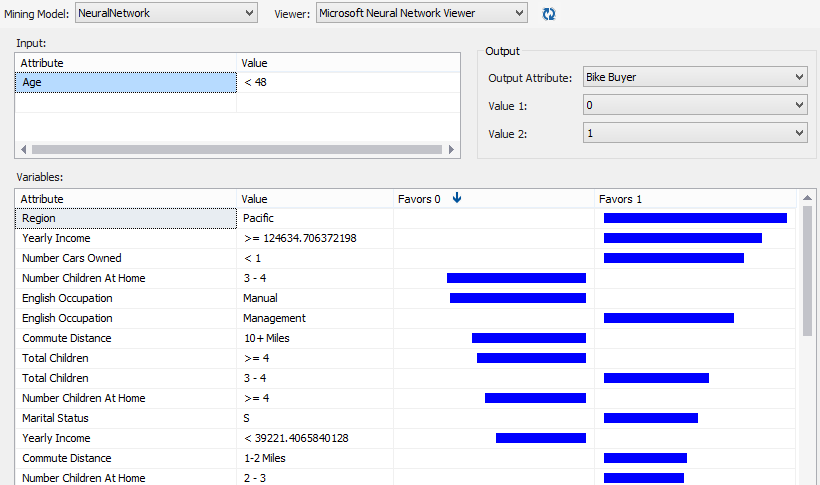 Mining Model: NeuralNetwork Viewer: Microsoft Neural Network Viewer
Input:
Attribute Value
Age < 48
Output
Output Attribute: Bike Buyer
Value 1: 0
Value 2: 1
Variables:
Attribute Value Favors 0 Favors 1
Region Pacific
Yearly Income >= 124634.706372198
Number Cars Owned < 1
Number Children At Home 3 - 4
English Occupation Manual
English Occupation Management
Commute Distance 10+ Miles
Total Children >= 4
Total Children 3 - 4
Number Children At Home >= 4
Marital Status S
Yearly Income < 39221.4065840128
Commute Distance 1-2 Miles
Number Children At Home 2 - 3